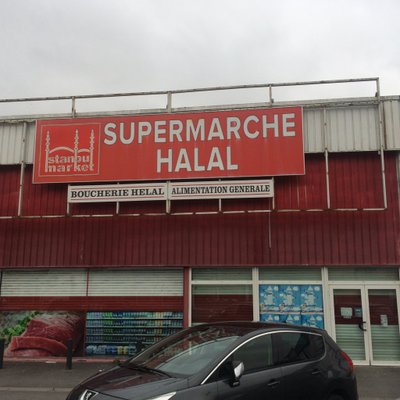 SUPERMARCHE
HALAL
istanbul
market
BOUCHERIE HELAL
ALIMENTATION GENERALE